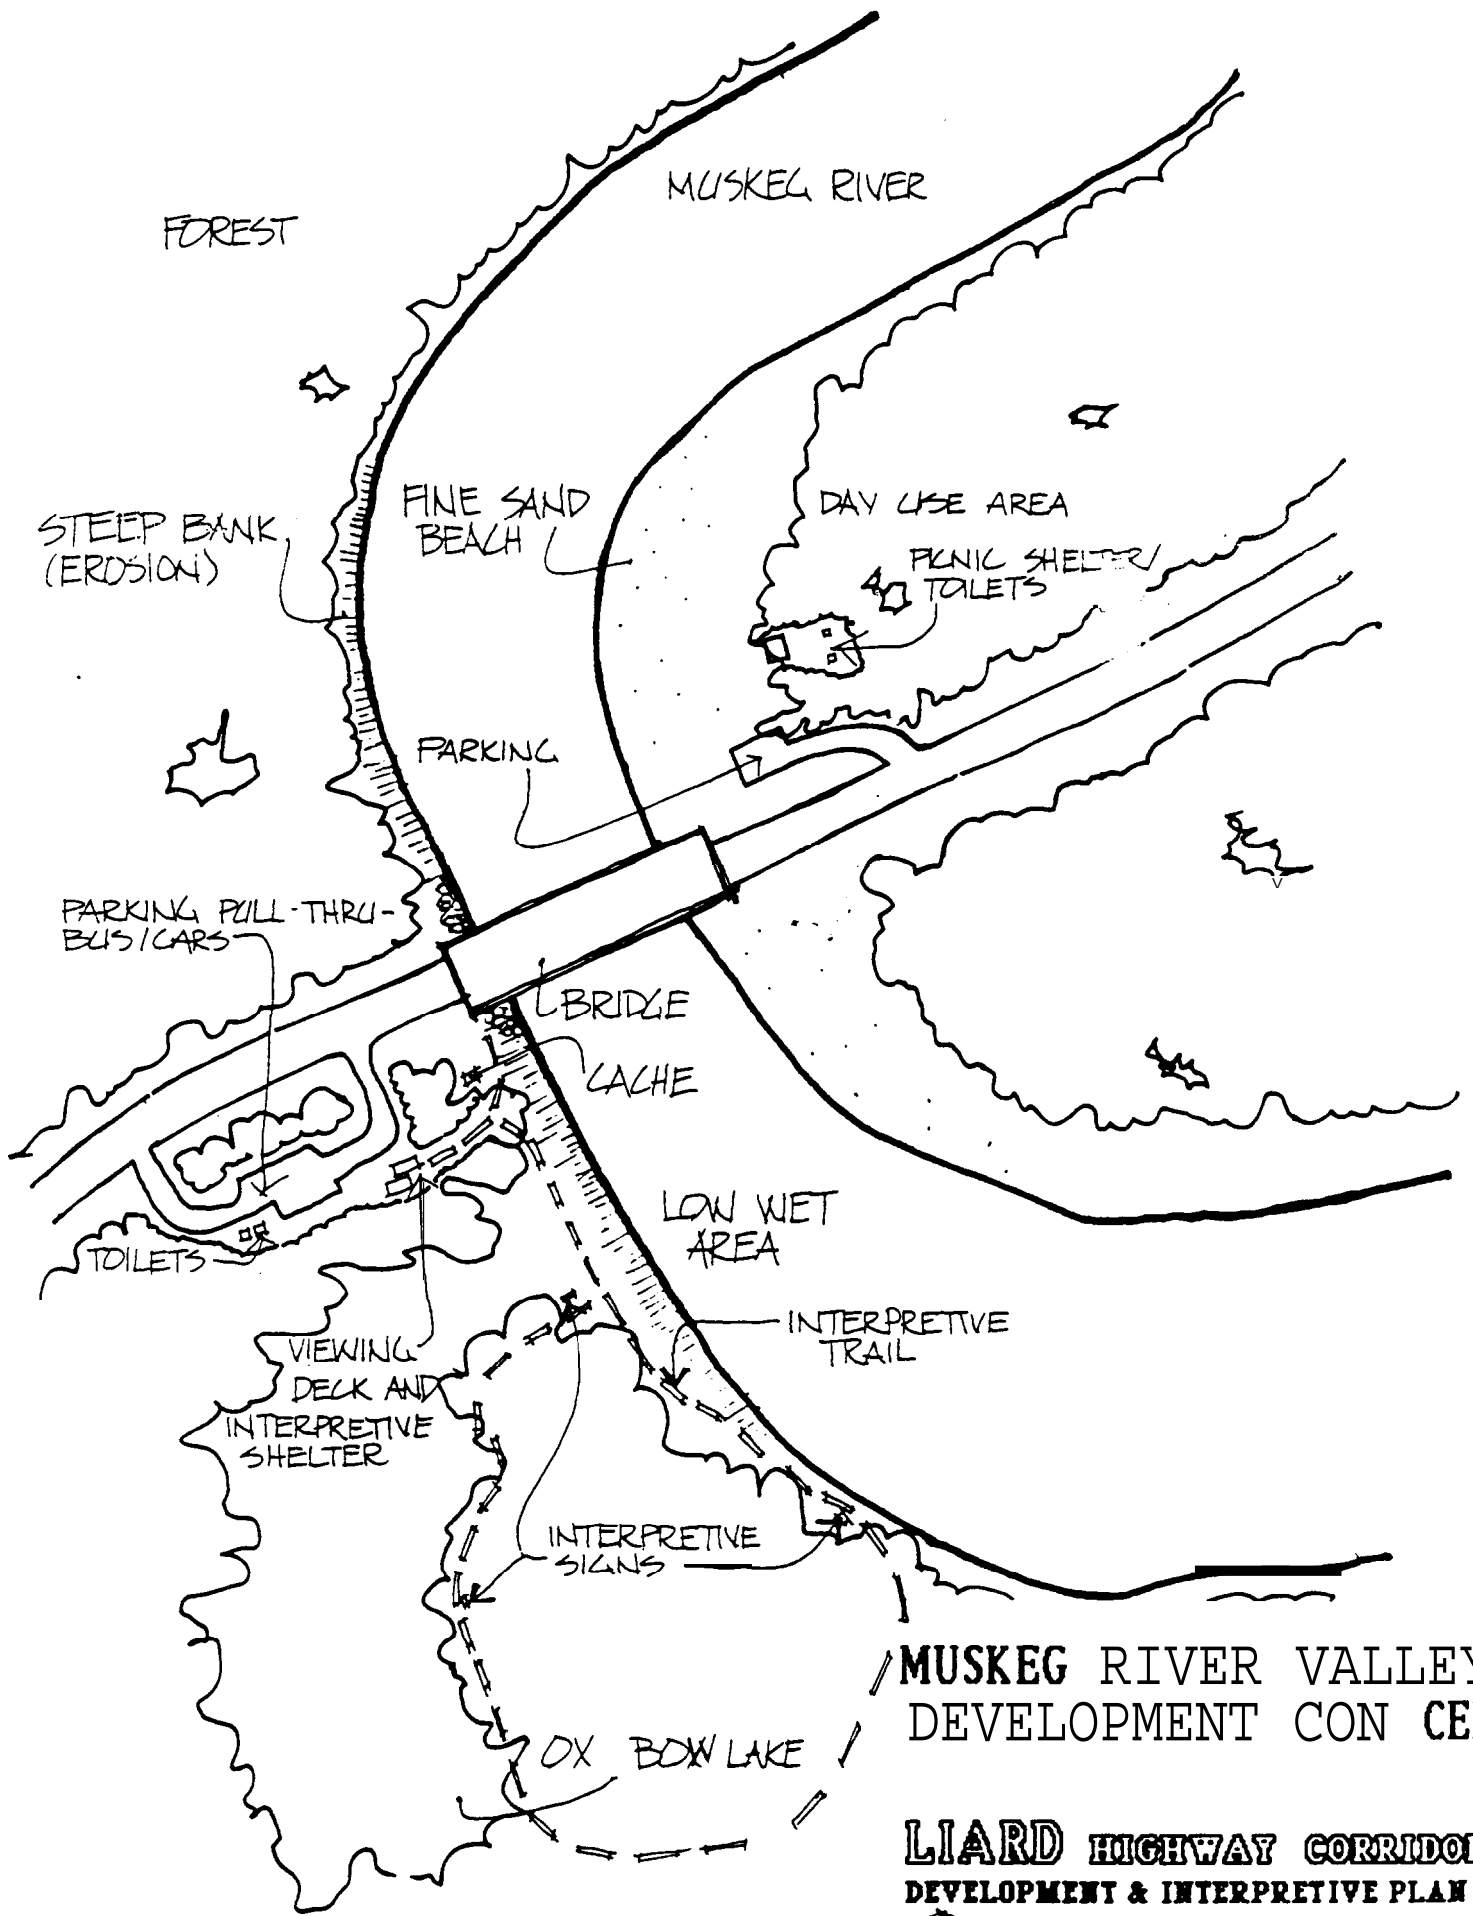 MUSKEG RIVER
FOREST
FINE SAND
BEACH
DAY USE AREA
STEEP BANK
(EROSION)
PICNIC SHELTER/
TOILETS
PARKING
PARKING PULL-THRU-
BUS/CARS
BRIDGE
CACHE
LOW WET
AREA
TOILETS
INTERPRETIVE
TRAIL
VIEWING
DECK AND
INTERPRETIVE
SHELTER
INTERPRETIVE
SIGNS
MUSKEG RIVER VALLEY
DEVELOPMENT CON CE
OX BOW LAKE
LIARD HIGHWAY CORRIDO
DEVELOPMENT & INTERPRETIVE PLAN